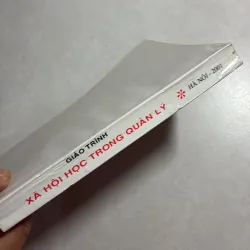 GIÁO TRÌNH
XÃ HỘI HỌC TRONG QUẢN LÝ
HÀ NỘI - 2001